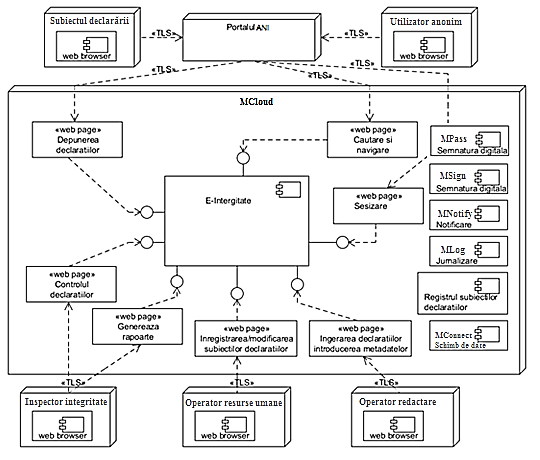 Subiectul declarării
web browser
«TLS»
Portalul ANI
«TLS»
Utilizator anonim
web browser
«TLS»
«TLS»
«TLS»
MCloud
«web page»
Depunerea
declaratiilor
«web page»
Cautare si
navigare
MPass
Semnatura digitala
MSign
Semnatura digitala
E-Intergitate
«web page»
Sesizare
MNotify
Notificare
MLog
Jurnalizare
«web page»
Controlul
declaratiilor
Registrul subiectilor
declaratiilor
«web page»
Genereaza
rapoarte
«web page»
Inregistrarea/modificarea
subiectilor declaratiilor
«web page»
Ingerarea declaratiilor
introducerea metadatelor
MConnect
Schimb de date
«TLS»
«TLS»
«TLS»
Inspector integritate
web browser
Operator resurse umane
web browser
Operator redactare
web browser